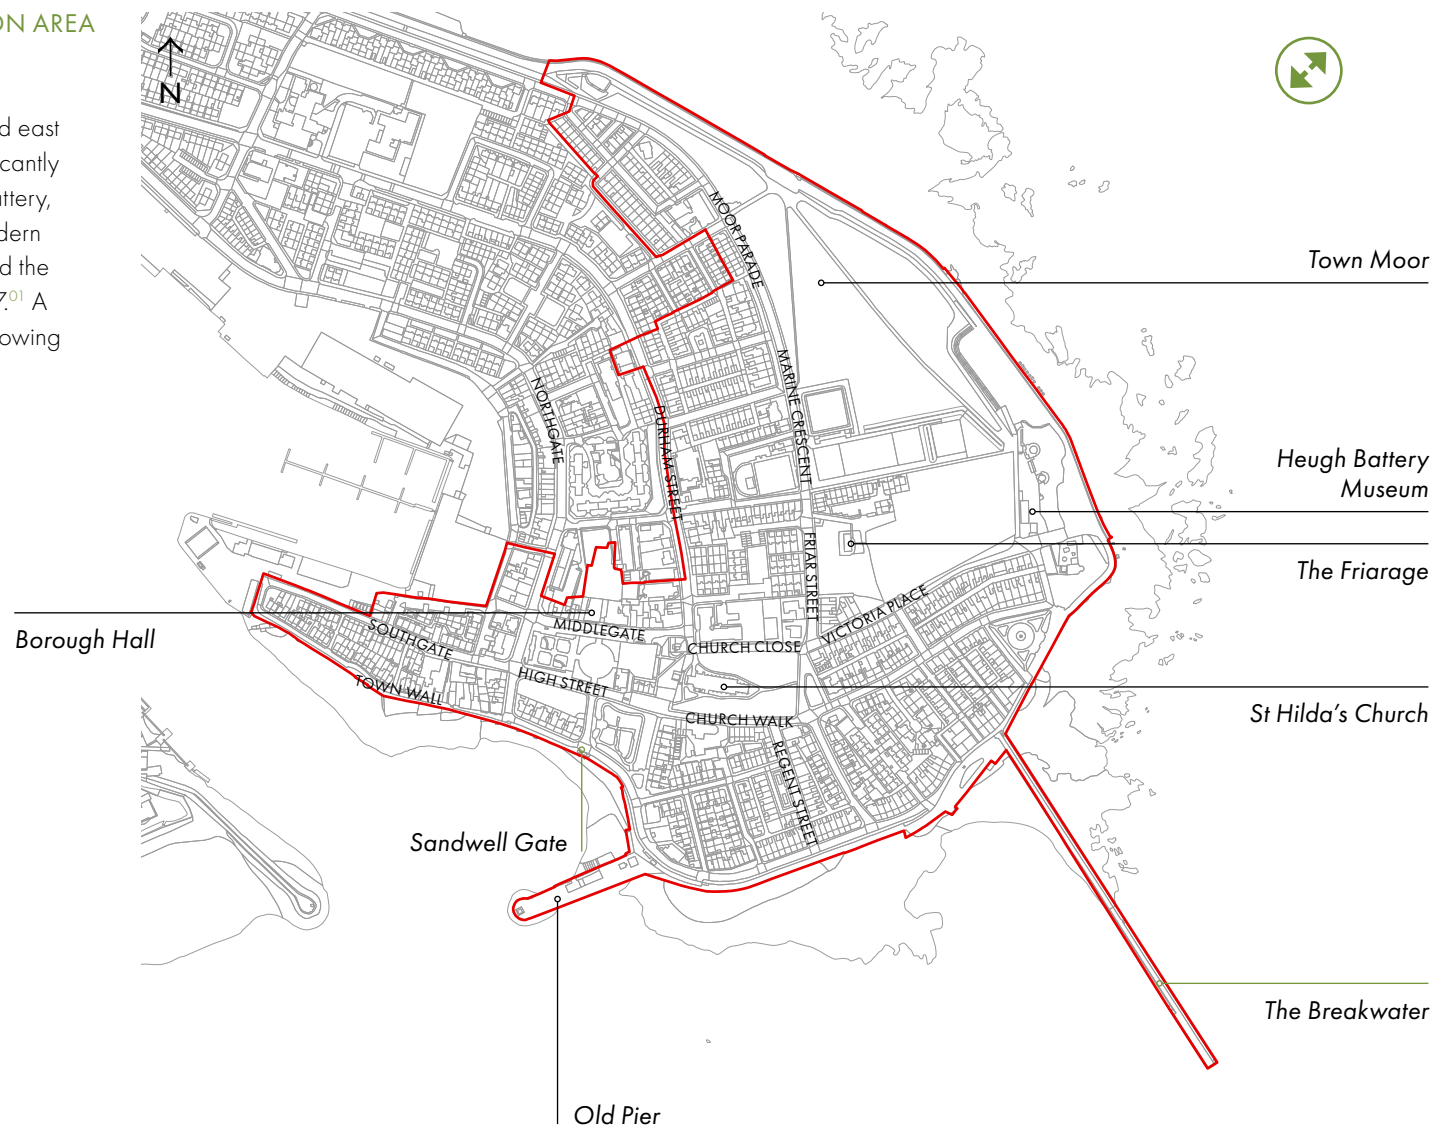 ON AREA
N
d east
cantly
attery,
dern
d the
7.01 A
owing
MOOR PARADE
Town Moor
MARINE CRESCENT
NORTHGATE
DURHAM STREET
Heugh Battery
Museum
FRIAR STREET
The Friarage
VICTORIA PLACE
Borough Hall
SOUTHGATE
MIDDLEGATE
CHURCH CLOSE
TOWN WALL
HIGH STREET
St Hilda's Church
CHURCH WALK
REGENT STREET
Sandwell Gate
The Breakwater
Old Pier